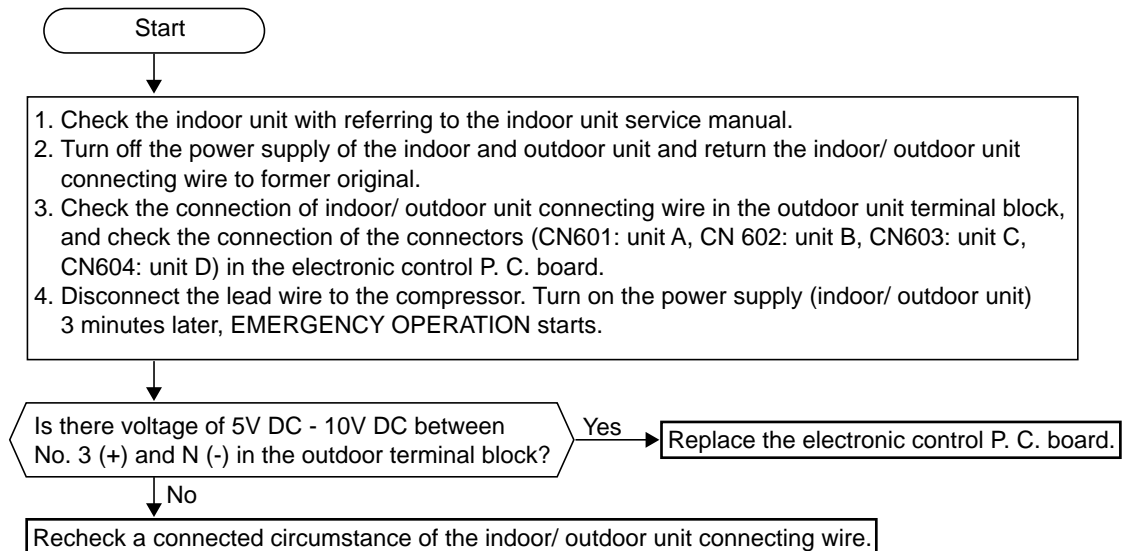 Start
1. Check the indoor unit with referring to the indoor unit service manual.
2. Turn off the power supply of the indoor and outdoor unit and return the indoor/ outdoor unit
connecting wire to former original.
3. Check the connection of indoor/ outdoor unit connecting wire in the outdoor unit terminal block,
and check the connection of the connectors (CN601: unit A, CN 602: unit B, CN603: unit C,
CN604: unit D) in the electronic control P. C. board.
4. Disconnect the lead wire to the compressor. Turn on the power supply (indoor/ outdoor unit)
3 minutes later, EMERGENCY OPERATION starts.
Is there voltage of 5V DC - 10V DC between
No. 3 (+) and N (-) in the outdoor terminal block?
Yes
Replace the electronic control P. C. board.
No
Recheck a connected circumstance of the indoor/ outdoor unit connecting wire.